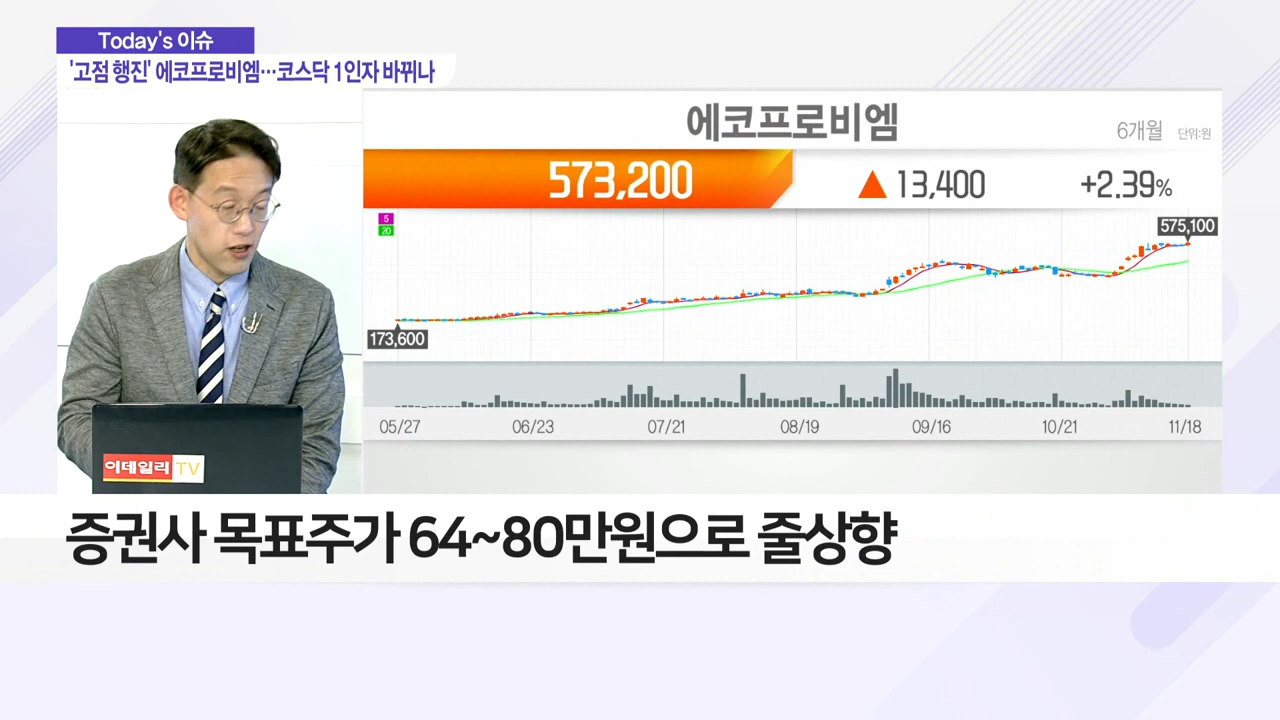 Today's 이슈
'고점 행진' 에코프로비엠…코스닥 1인자 바뀌나
에코프로비엠
6개월 단위:원
573,200 ▲ 13,400 +2.39%
5
20
575,100
173,600
05/27 06/23 07/21 08/19 09/16 10/21 11/18
이데일리 TV
증권사 목표주가 64~80만원으로 줄상향